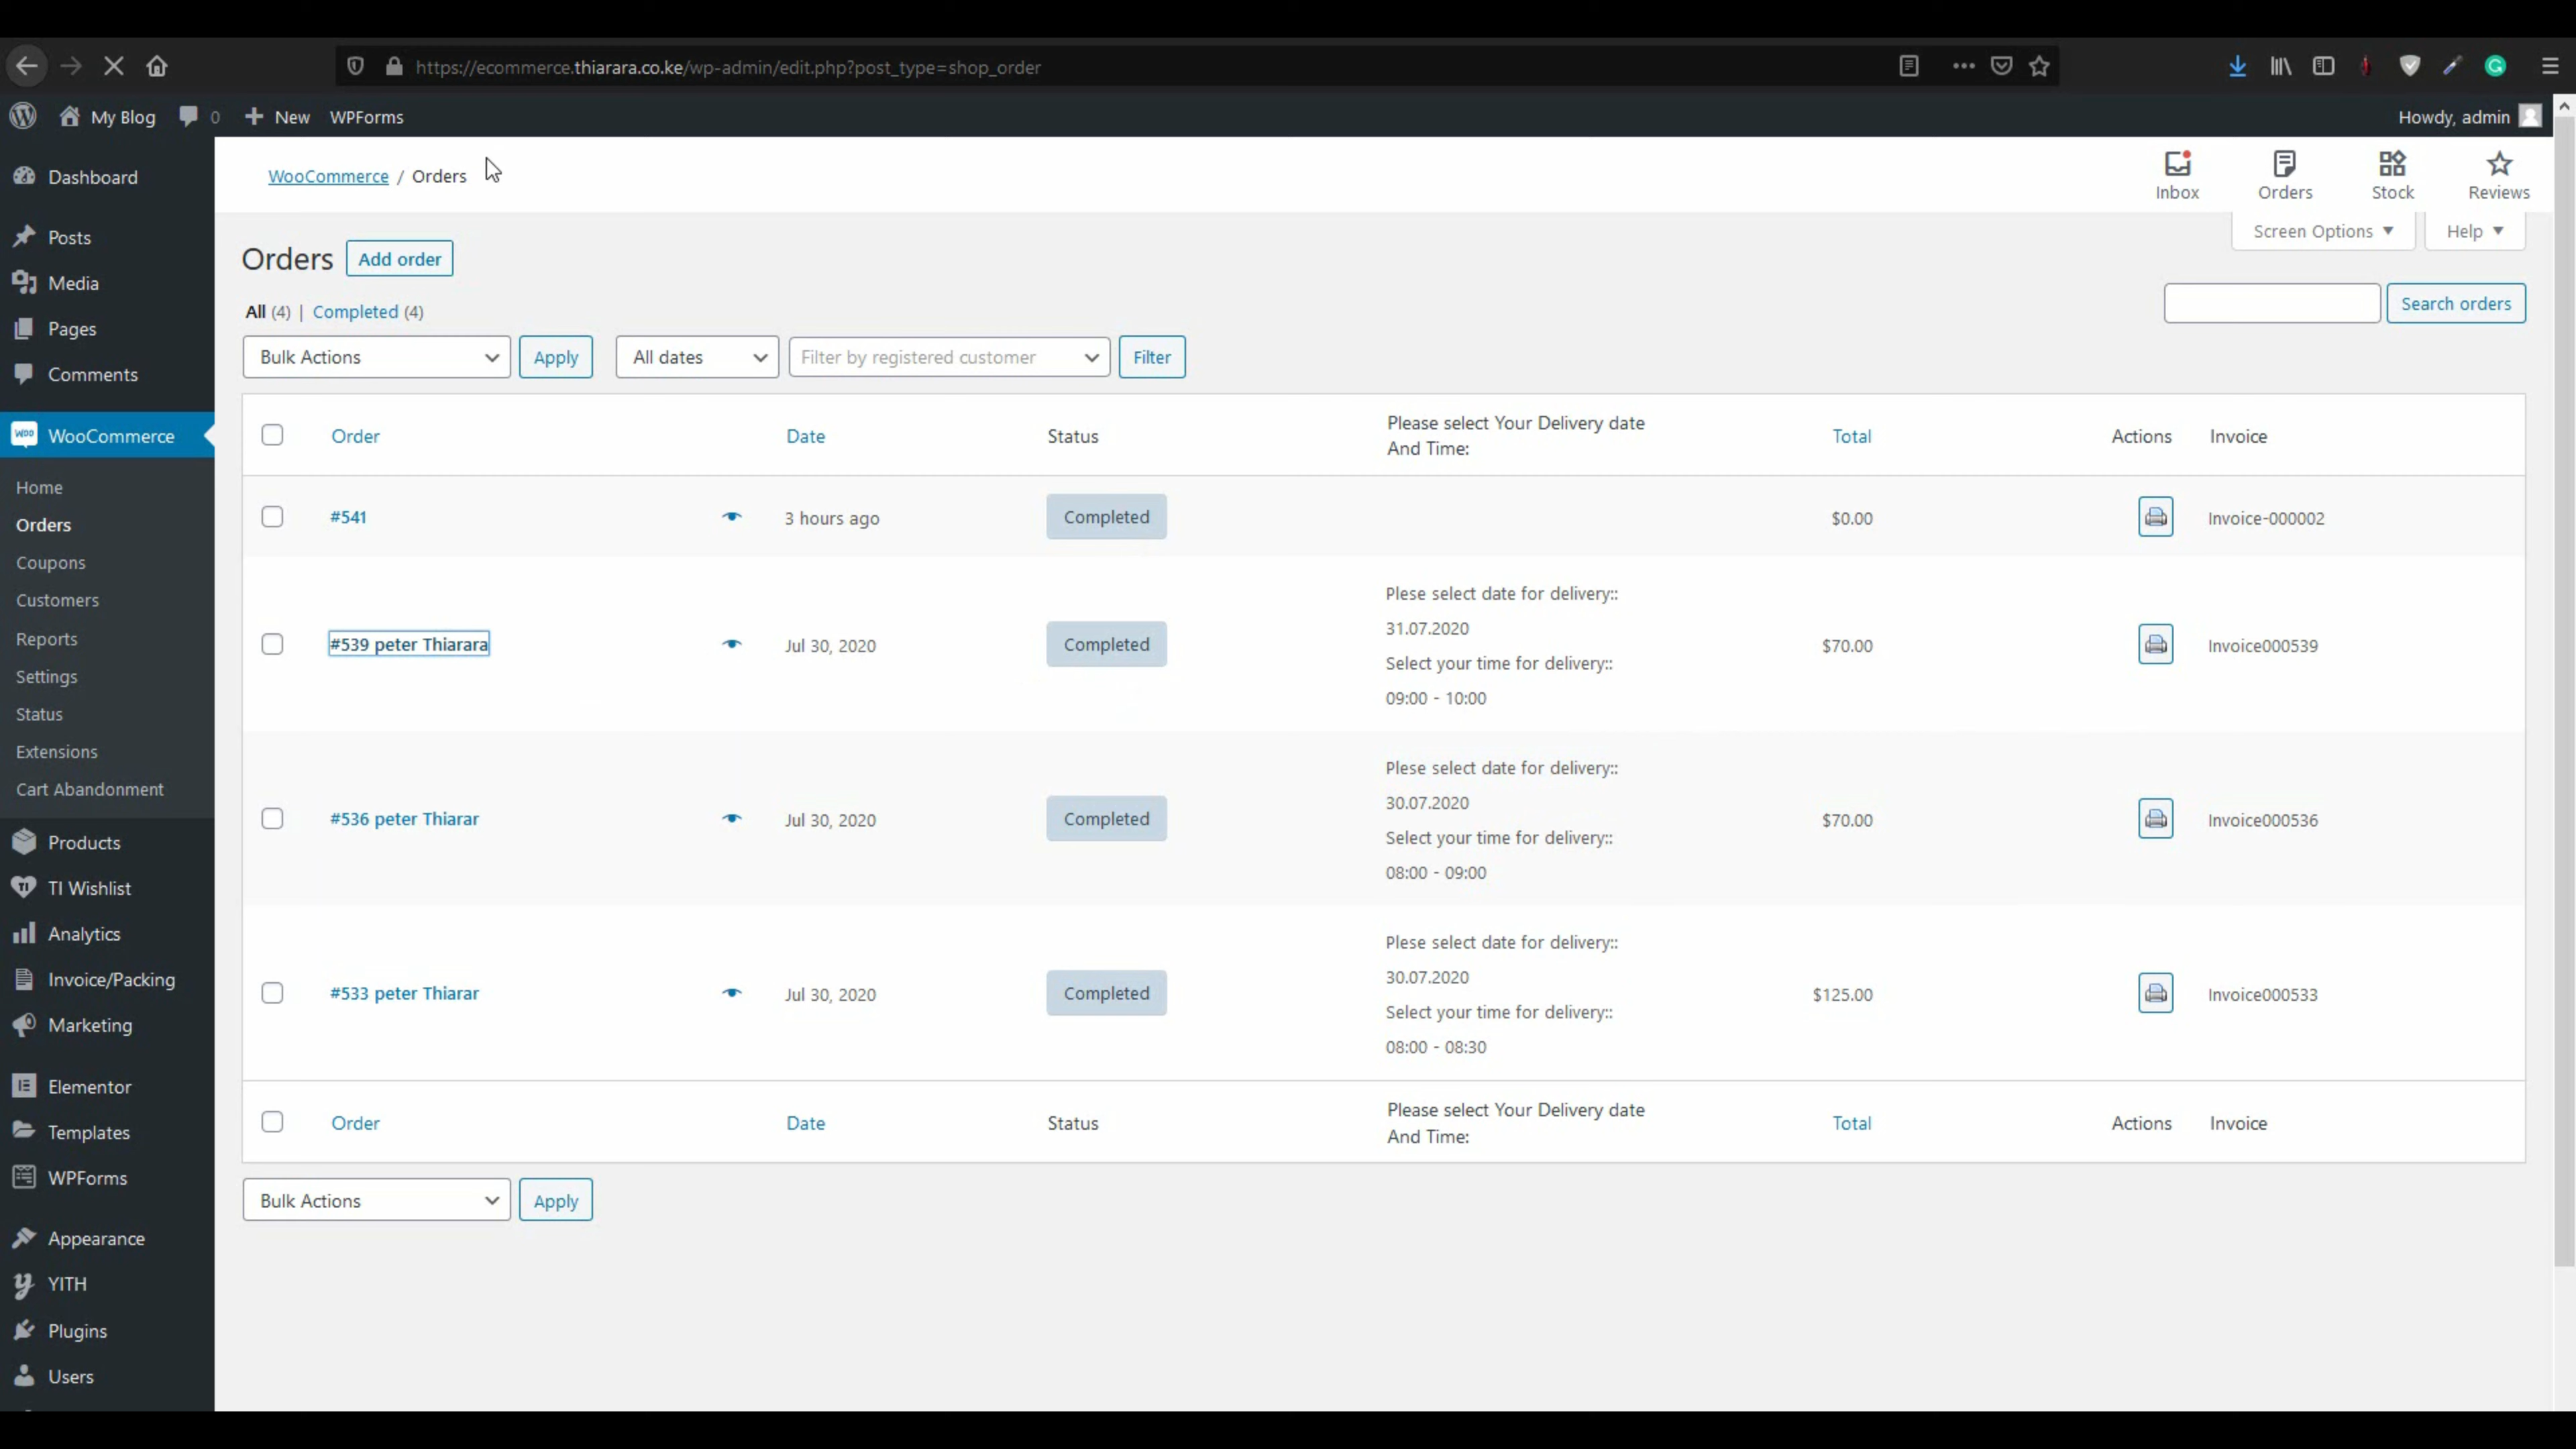 https://ecommerce.thiarara.co.ke/wp-admin/edit.php?post_type=shop_order
My Blog 0 New WPForms Howdy, admin
Dashboard
Posts
Media
Pages
Comments
WooCommerce
Home
Orders
Coupons
Customers
Reports
Settings
Status
Extensions
Cart Abandonment
Products
TI Wishlist
Analytics
Invoice/Packing
Marketing
Elementor
Templates
WPForms
Appearance
YITH
Plugins
Users
WooCommerce / Orders
Inbox Orders Stock Reviews
Screen Options Help
Orders Add order
All (4) | Completed (4)
Search orders
Bulk Actions Apply All dates Filter by registered customer Filter
Order Date Status Please select Your Delivery date And Time: Total Actions Invoice
#541 3 hours ago Completed $0.00 Invoice-000002
Plese select date for delivery::
31.07.2020
#539 peter Thiarara Jul 30, 2020 Completed $70.00 Invoice000539
Select your time for delivery::
09:00 - 10:00
Plese select date for delivery::
30.07.2020
#536 peter Thiarar Jul 30, 2020 Completed $70.00 Invoice000536
Select your time for delivery::
08:00 - 09:00
Plese select date for delivery::
30.07.2020
#533 peter Thiarar Jul 30, 2020 Completed $125.00 Invoice000533
Select your time for delivery::
08:00 - 08:30
Order Date Status Please select Your Delivery date And Time: Total Actions Invoice
Bulk Actions Apply